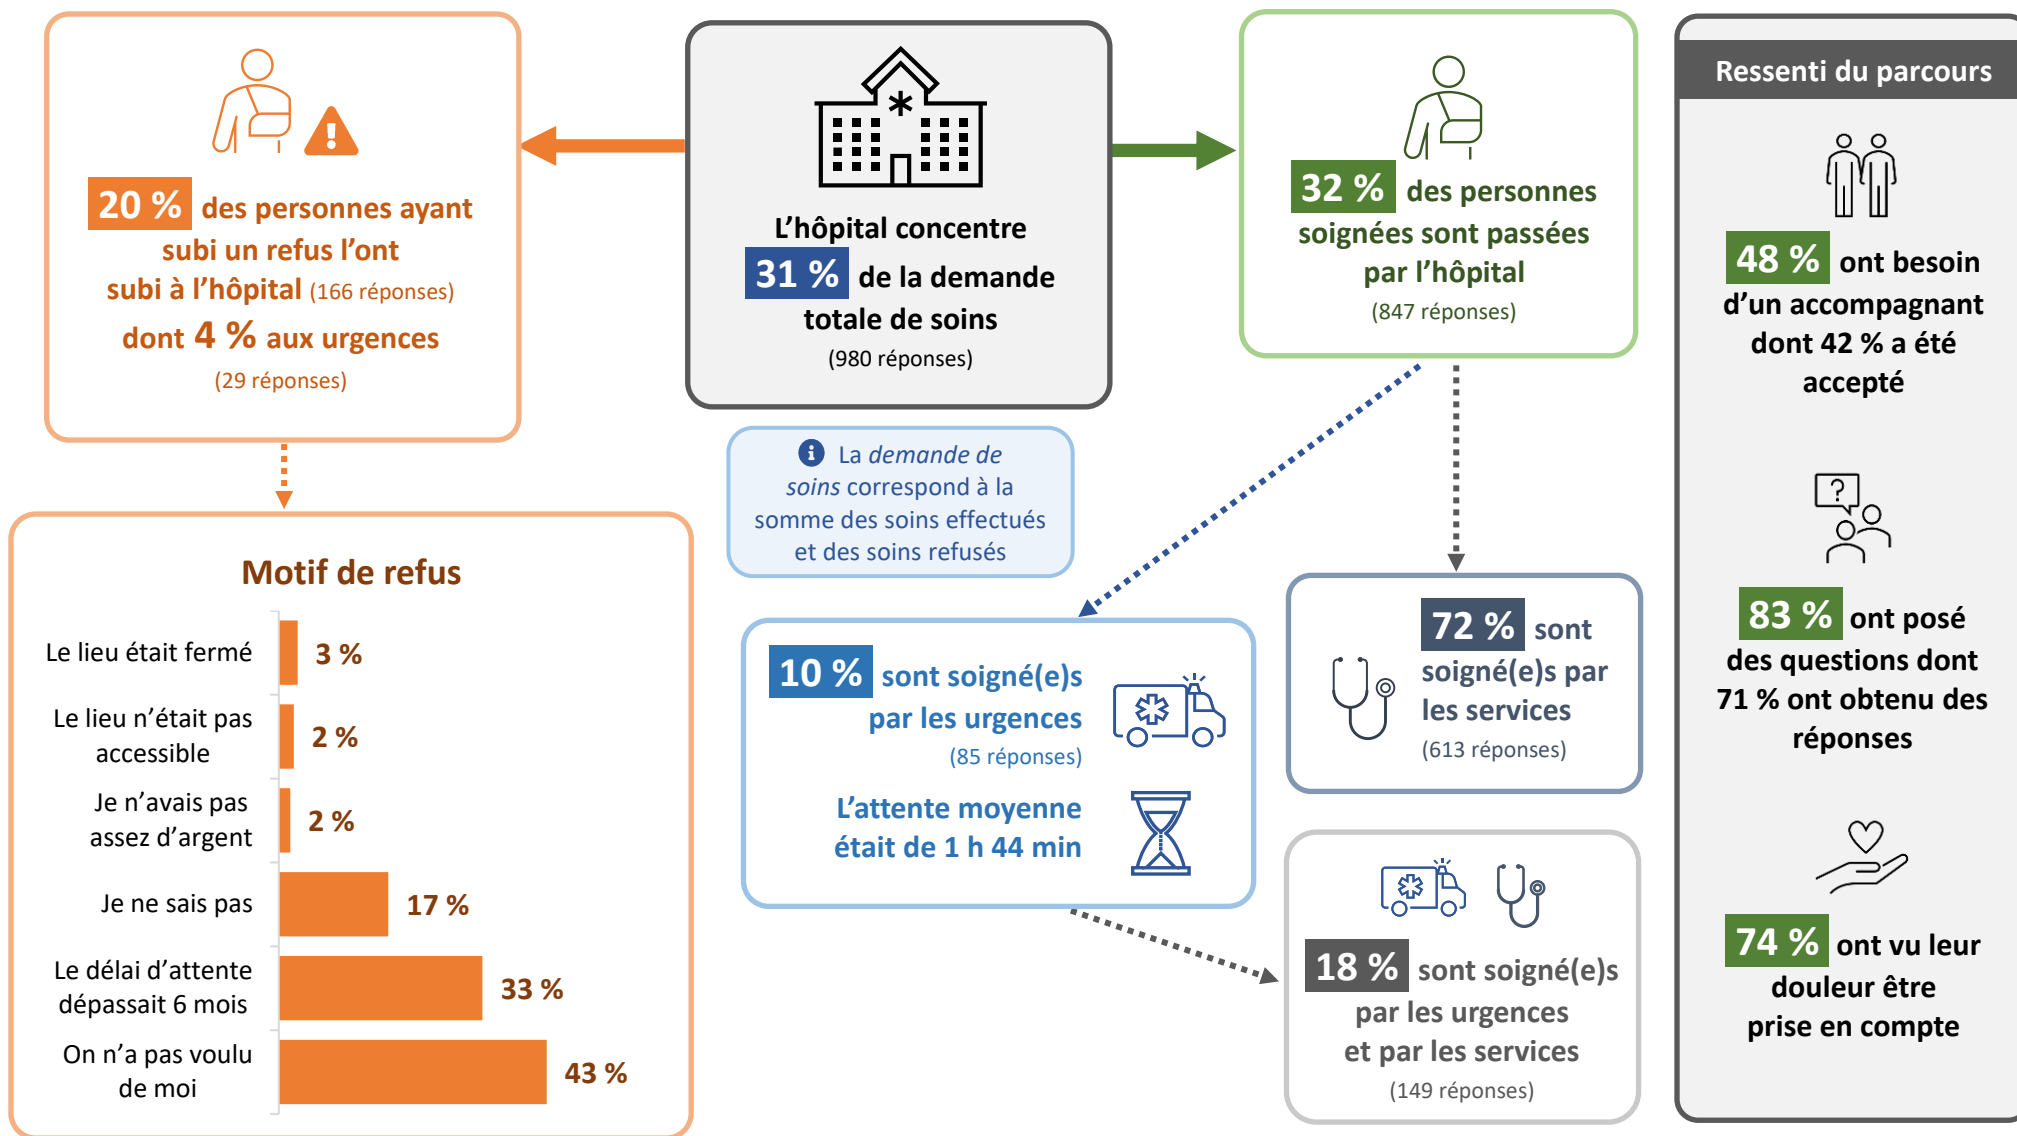 20 % des personnes ayant
subi un refus l’ont
subi à l’hôpital (166 réponses)
dont 4 % aux urgences
(29 réponses)
L’hôpital concentre
31 % de la demande
totale de soins
(980 réponses)
La demande de
soins correspond à la
somme des soins effectués
et des soins refusés
32 % des personnes
soignées sont passées
par l’hôpital
(847 réponses)
Motif de refus
Le lieu était fermé
3 %
Le lieu n’était pas
accessible
2 %
Je n’avais pas
assez d’argent
2 %
Je ne sais pas
17 %
Le délai d’attente
dépassait 6 mois
33 %
On n’a pas voulu
de moi
43 %
10 % sont soigné(e)s
par les urgences
(85 réponses)
L’attente moyenne
était de 1 h 44 min
72 % sont
soigné(e)s par
les services
(613 réponses)
18 % sont soigné(e)s
par les urgences
et par les services
(149 réponses)
Ressenti du parcours
48 % ont besoin
d’un accompagnant
dont 42 % a été
accepté
?
83 % ont posé
des questions dont
71 % ont obtenu des
réponses
74 % ont vu leur
douleur être
prise en compte